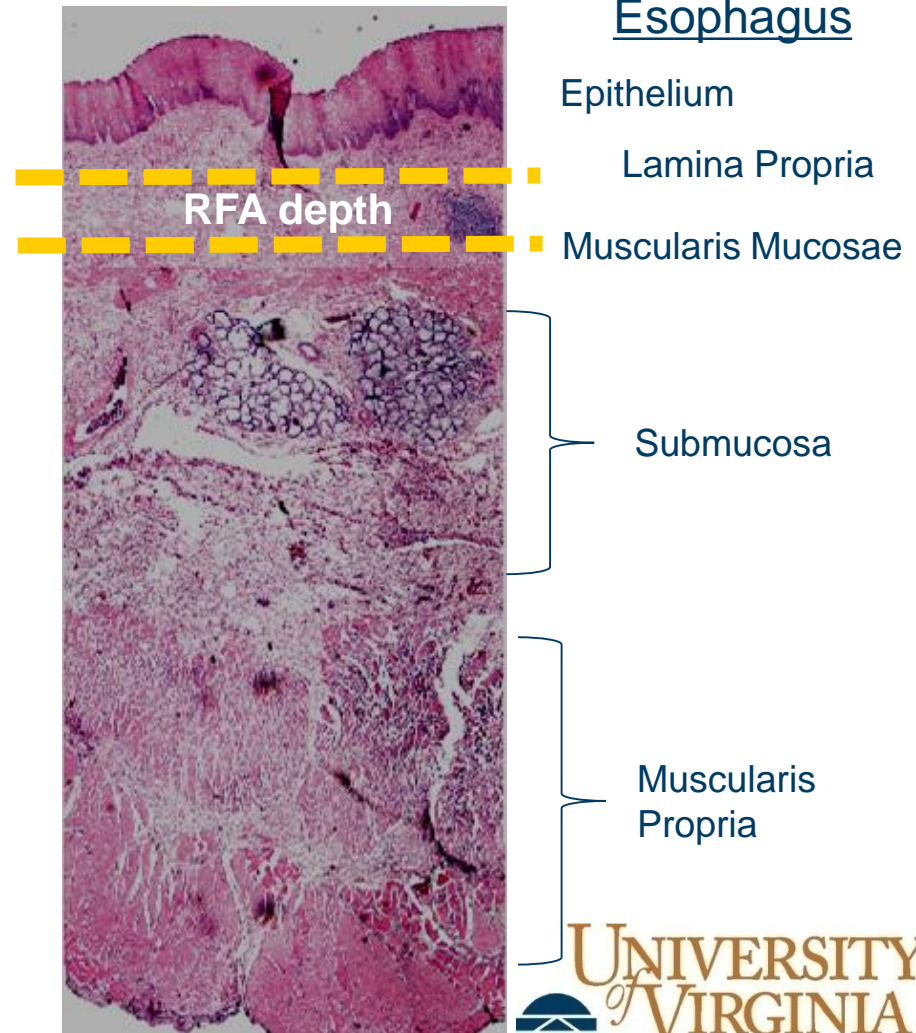 Esophagus
Epithelium
Lamina Propria
RFA depth
Muscularis Mucosae
Submucosa
Muscularis
Propria
UNIVERSITY
of VIRGINIA